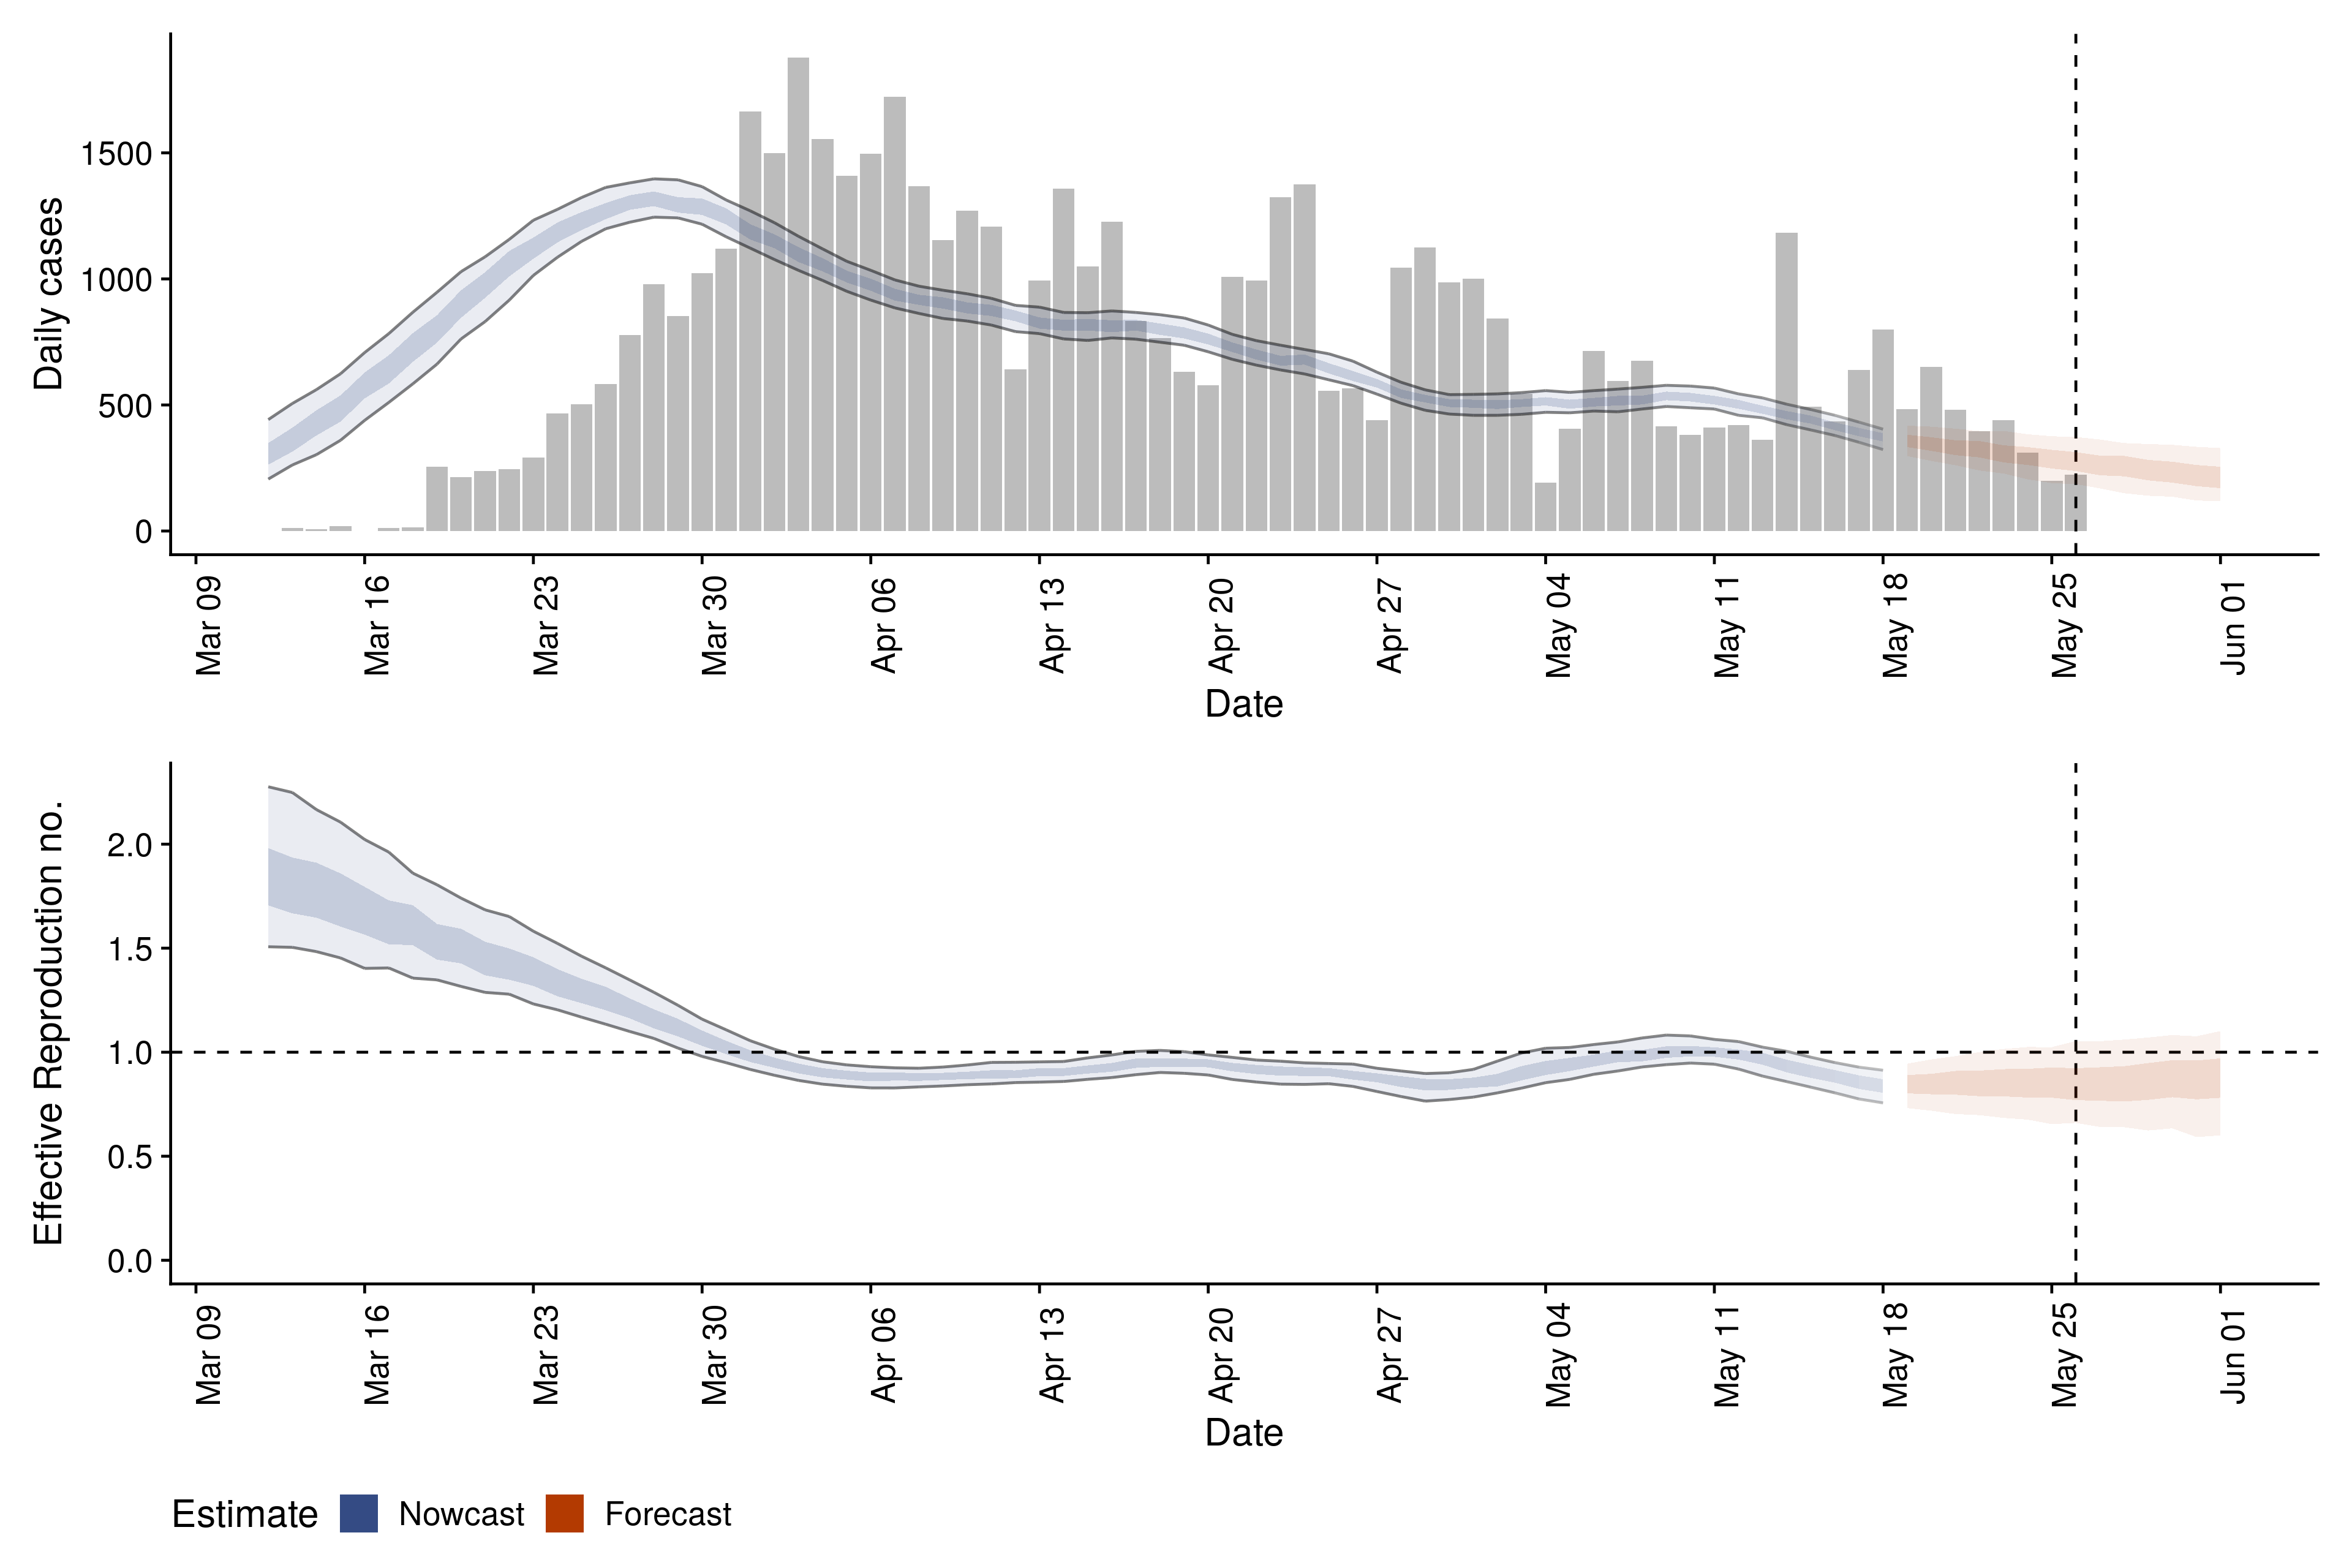 Daily cases
1500
1000
500
0
Mar 09
Mar 16
Mar 23
Mar 30
Apr 06
Apr 13
Apr 20
Apr 27
May 04
May 11
May 18
May 25
Jun 01
Date
Effective Reproduction no.
2.0
1.5
1.0
0.5
0.0
Mar 09
Mar 16
Mar 23
Mar 30
Apr 06
Apr 13
Apr 20
Apr 27
May 04
May 11
May 18
May 25
Jun 01
Date
Estimate Nowcast Forecast